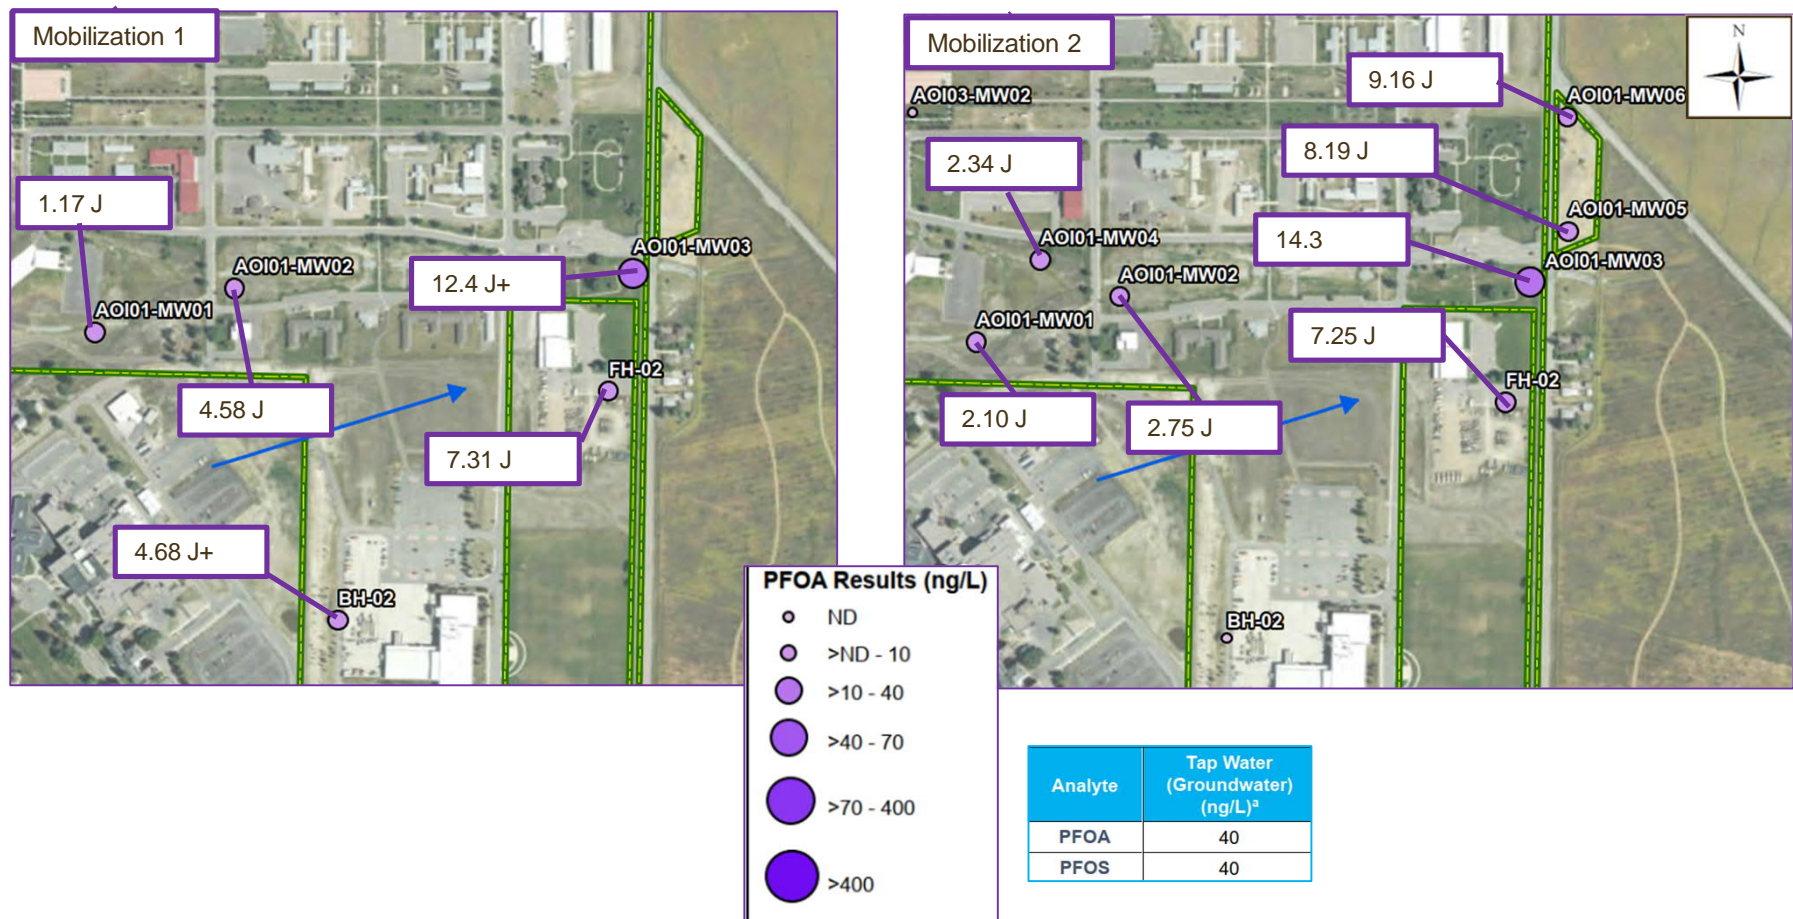 Mobilization 1
1.17 J
AOI01-MW01
AOI01-MW02
4.58 J
12.4 J+
AOI01-MW03
FH-02
7.31 J
4.68 J+
BH-02
Mobilization 2
N
AOI03-MW02
9.16 J
AOI01-MW06
2.34 J
8.19 J
AOI01-MW05
AOI01-MW04
14.3
AOI01-MW03
AOI01-MW02
AOI01-MW01
7.25 J
FH-02
2.10 J
2.75 J
BH-02
PFOA Results (ng/L)
ND
>ND - 10
>10 - 40
>40 - 70
>70 - 400
>400
Analyte
Tap Water
(Groundwater)
(ng/L)ᵃ
PFOA 40
PFOS 40